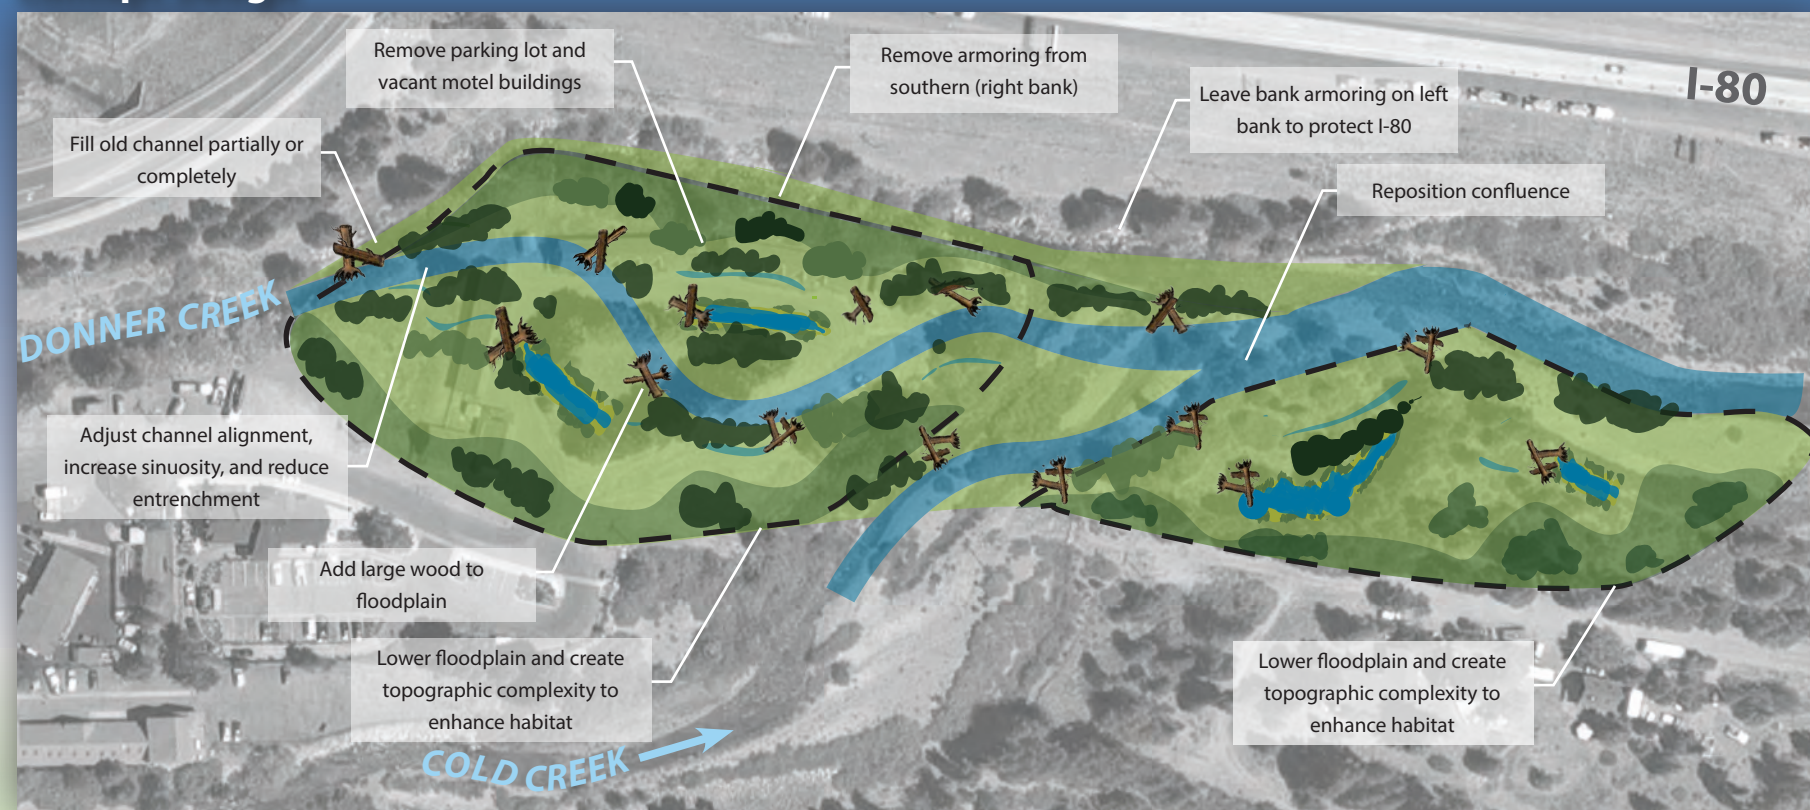 Remove parking lot and
vacant motel buildings
Remove armoring from
southern (right bank)
Leave bank armoring on left
bank to protect I-80
I-80
Fill old channel partially or
completely
Reposition confluence
DONNER CREEK
Adjust channel alignment,
increase sinuosity, and reduce
entrenchment
Add large wood to
floodplain
Lower floodplain and create
topographic complexity to
enhance habitat
Lower floodplain and create
topographic complexity to
enhance habitat
COLD CREEK